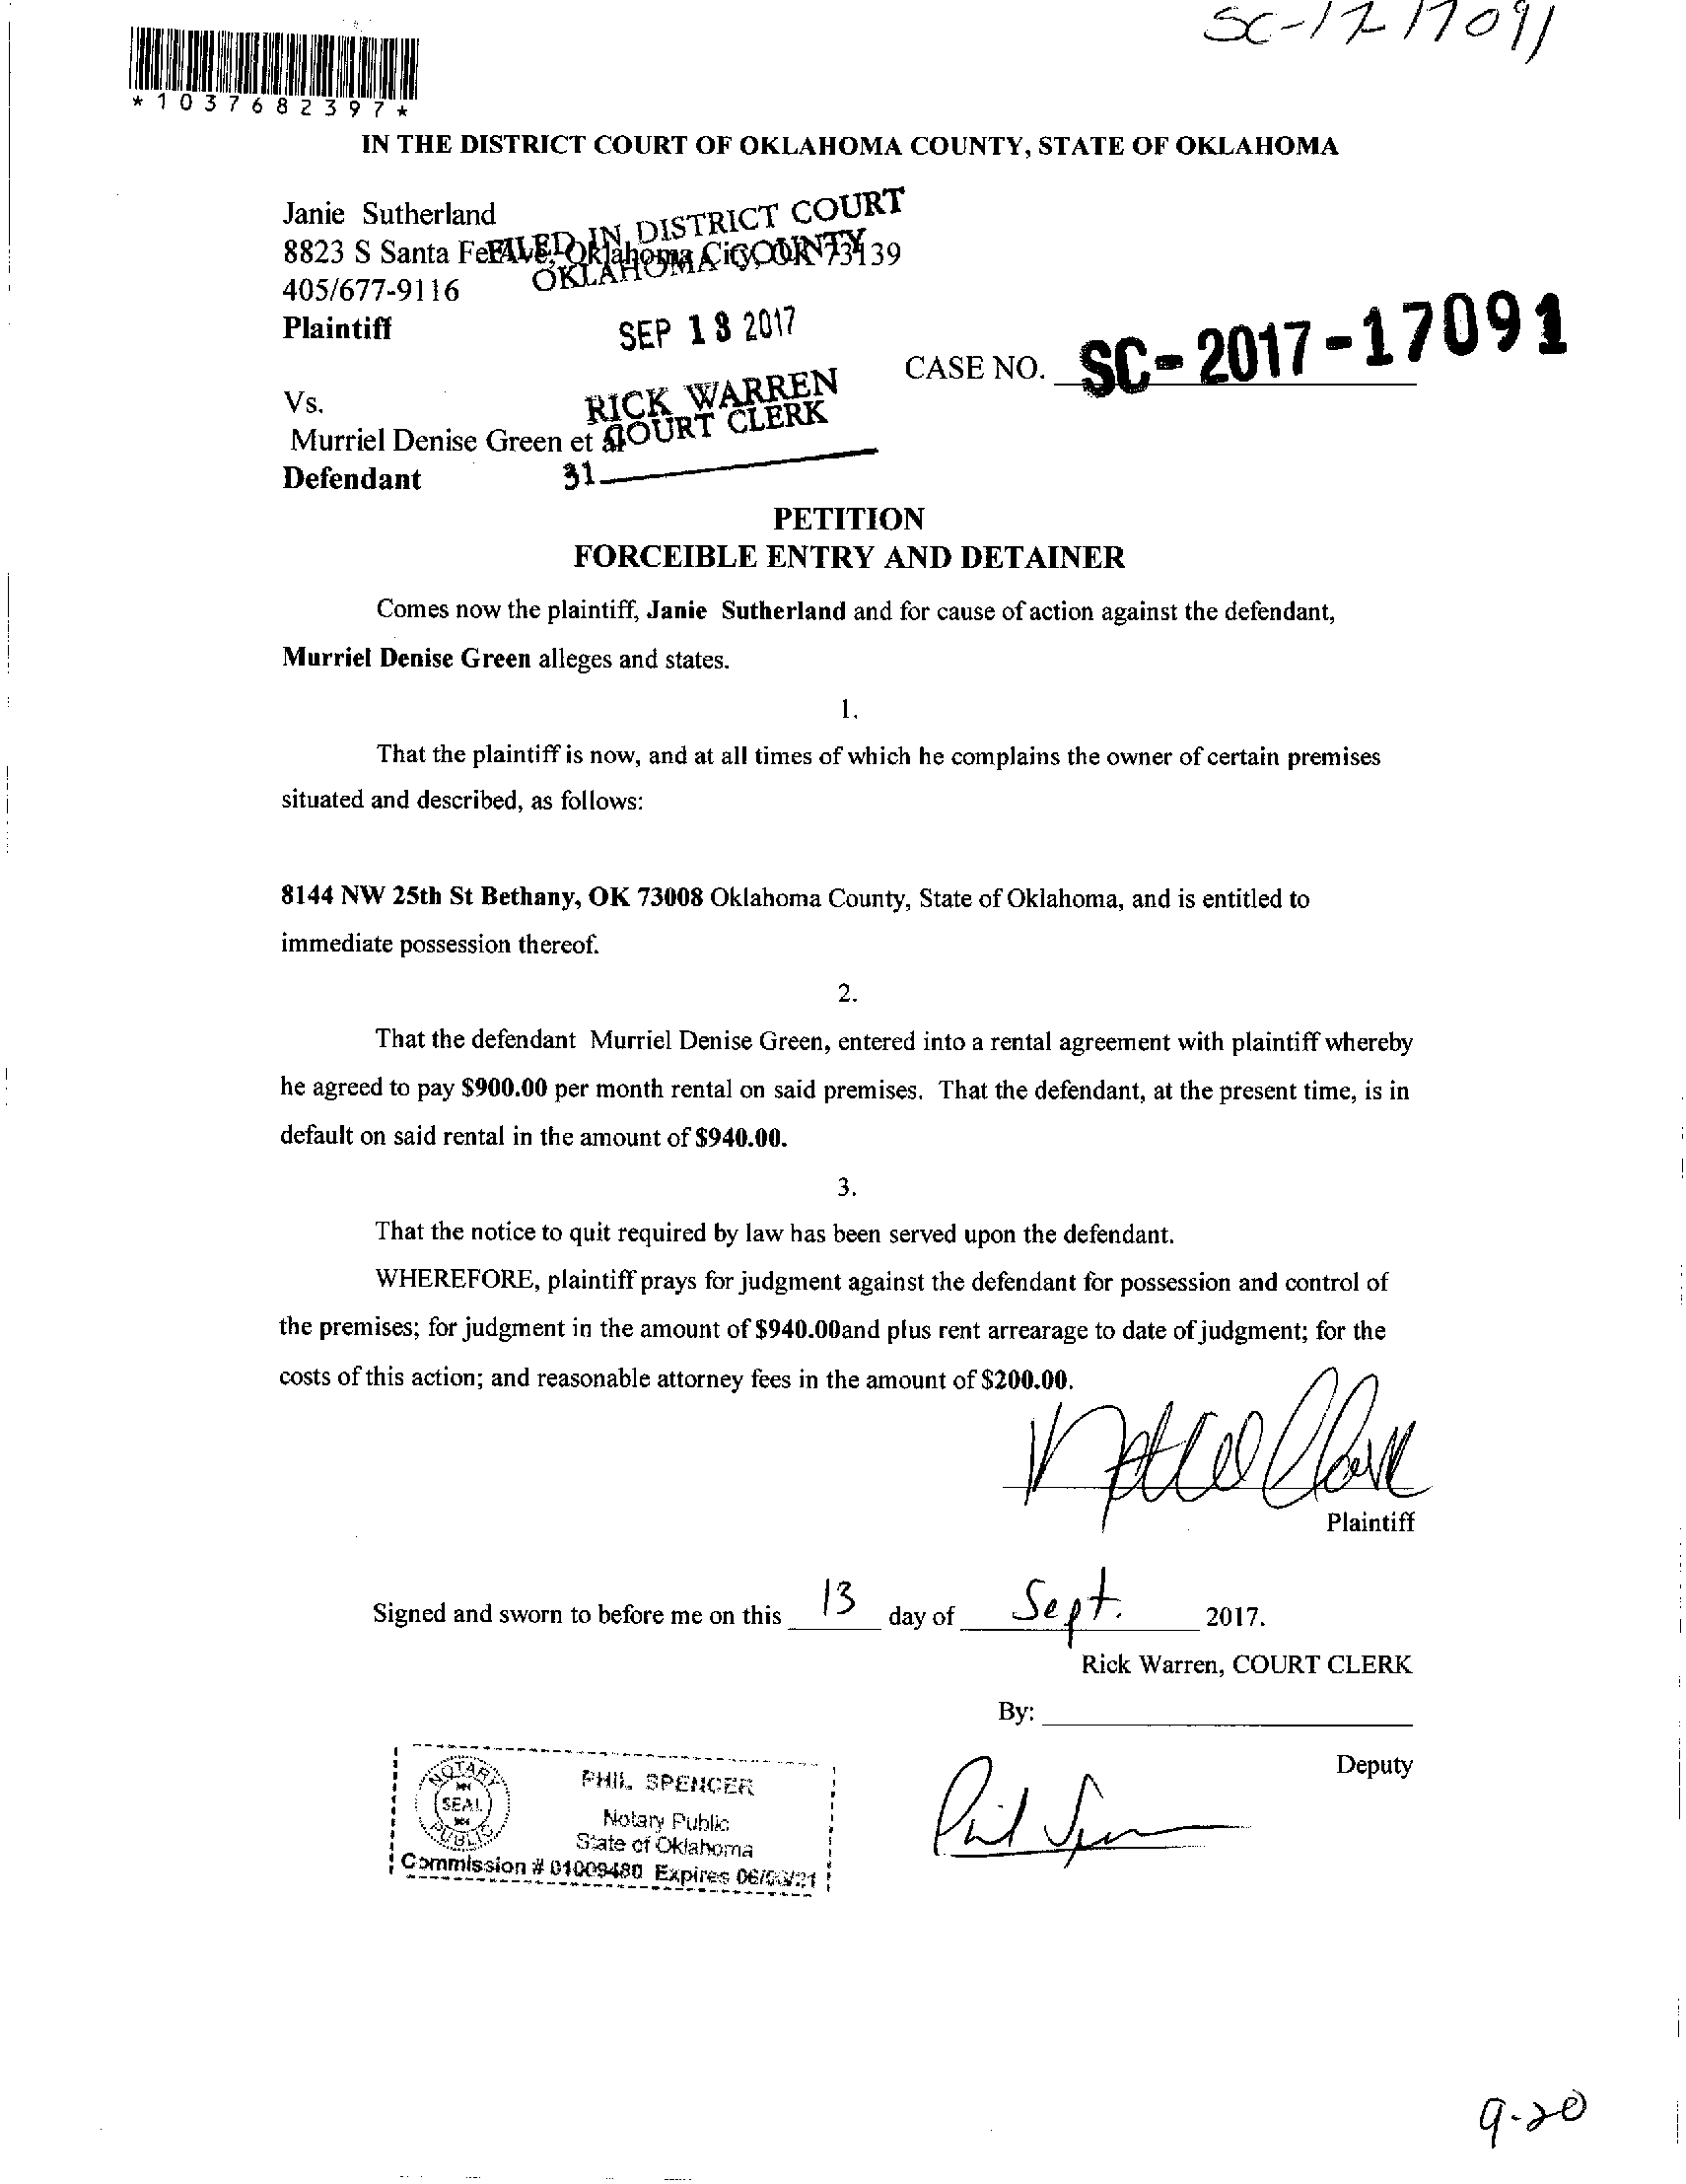 SC-17 17091
*1037682397*
IN THE DISTRICT COURT OF OKLAHOMA COUNTY, STATE OF OKLAHOMA
Janie Sutherland
8823 S Santa Fe Ave, Oklahoma City, OK 73139
405/677-9116
Plaintiff
FILED IN DISTRICT COURT
OKLAHOMA COUNTY
SEP 13 2017
RICK WARREN
COURT CLERK
31
CASE NO. SC-2017-17091
Vs.
Murriel Denise Green et
Defendant
PETITION
FORCEIBLE ENTRY AND DETAINER
Comes now the plaintiff, Janie Sutherland and for cause of action against the defendant,
Murriel Denise Green alleges and states.
1.
That the plaintiff is now, and at all times of which he complains the owner of certain premises
situated and described, as follows:
8144 NW 25th St Bethany, OK 73008 Oklahoma County, State of Oklahoma, and is entitled to
immediate possession thereof.
2.
That the defendant Murriel Denise Green, entered into a rental agreement with plaintiff whereby
he agreed to pay $900.00 per month rental on said premises. That the defendant, at the present time, is in
default on said rental in the amount of $940.00.
3.
That the notice to quit required by law has been served upon the defendant.
WHEREFORE, plaintiff prays for judgment against the defendant for possession and control of
the premises; for judgment in the amount of $940.00and plus rent arrearage to date of judgment; for the
costs of this action; and reasonable attorney fees in the amount of $200.00.
Plaintiff
Signed and sworn to before me on this 13 day of Sept. 2017.
Rick Warren, COURT CLERK
By:
Deputy
NOTARY
SEAL
PUBLIC
PHIL SPENCER
Notary Public
State of Oklahoma
Commission # 01009480 Expires
9-20